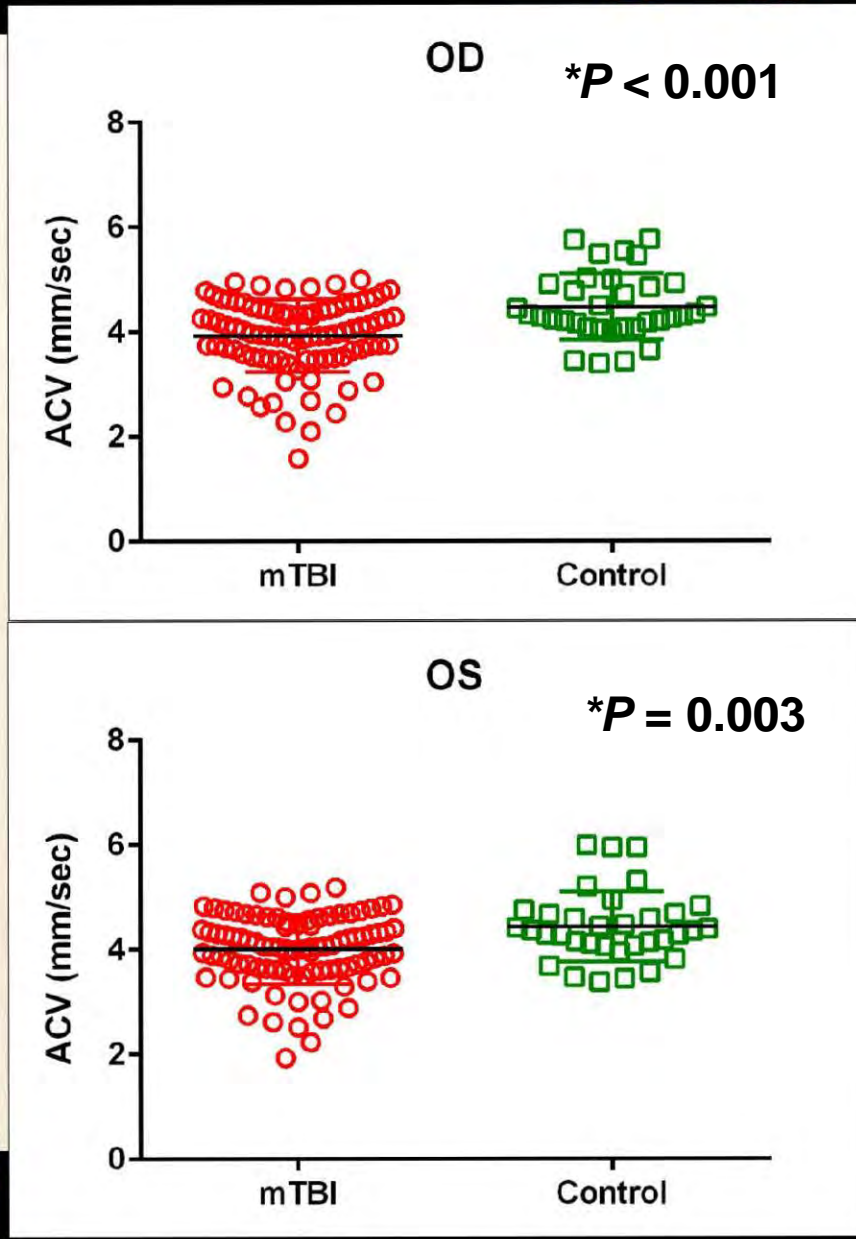 OD
*P < 0.001
8
6
4
2
0
ACV (mm/sec)
mTBI
Control
OS
*P = 0.003
8
6
4
2
0
ACV (mm/sec)
mTBI
Control